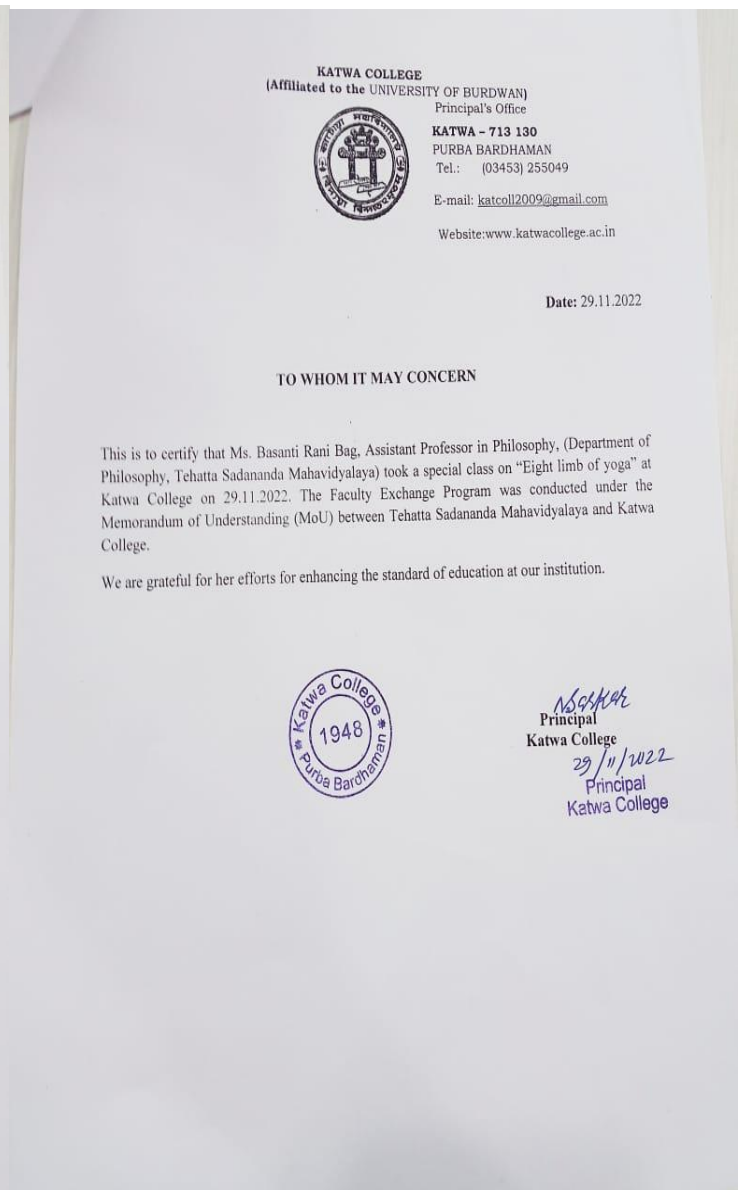 KATWA COLLEGE
(Affiliated to the UNIVERSITY OF BURDWAN)
Principal's Office
KATWA – 713 130
PURBA BARDHAMAN
Tel.: (03453) 255049
E-mail: katcoll2009@gmail.com
Website:www.katwacollege.ac.in
Date: 29.11.2022
TO WHOM IT MAY CONCERN
This is to certify that Ms. Basanti Rani Bag, Assistant Professor in Philosophy, (Department of
Philosophy, Tehatta Sadananda Mahavidyalaya) took a special class on “Eight limb of yoga” at
Katwa College on 29.11.2022. The Faculty Exchange Program was conducted under the
Memorandum of Understanding (MoU) between Tehatta Sadananda Mahavidyalaya and Katwa
College.
We are grateful for her efforts for enhancing the standard of education at our institution.
Katwa College
1948
Purba Bardhaman
Principal
Katwa College
29/11/2022
Principal
Katwa College